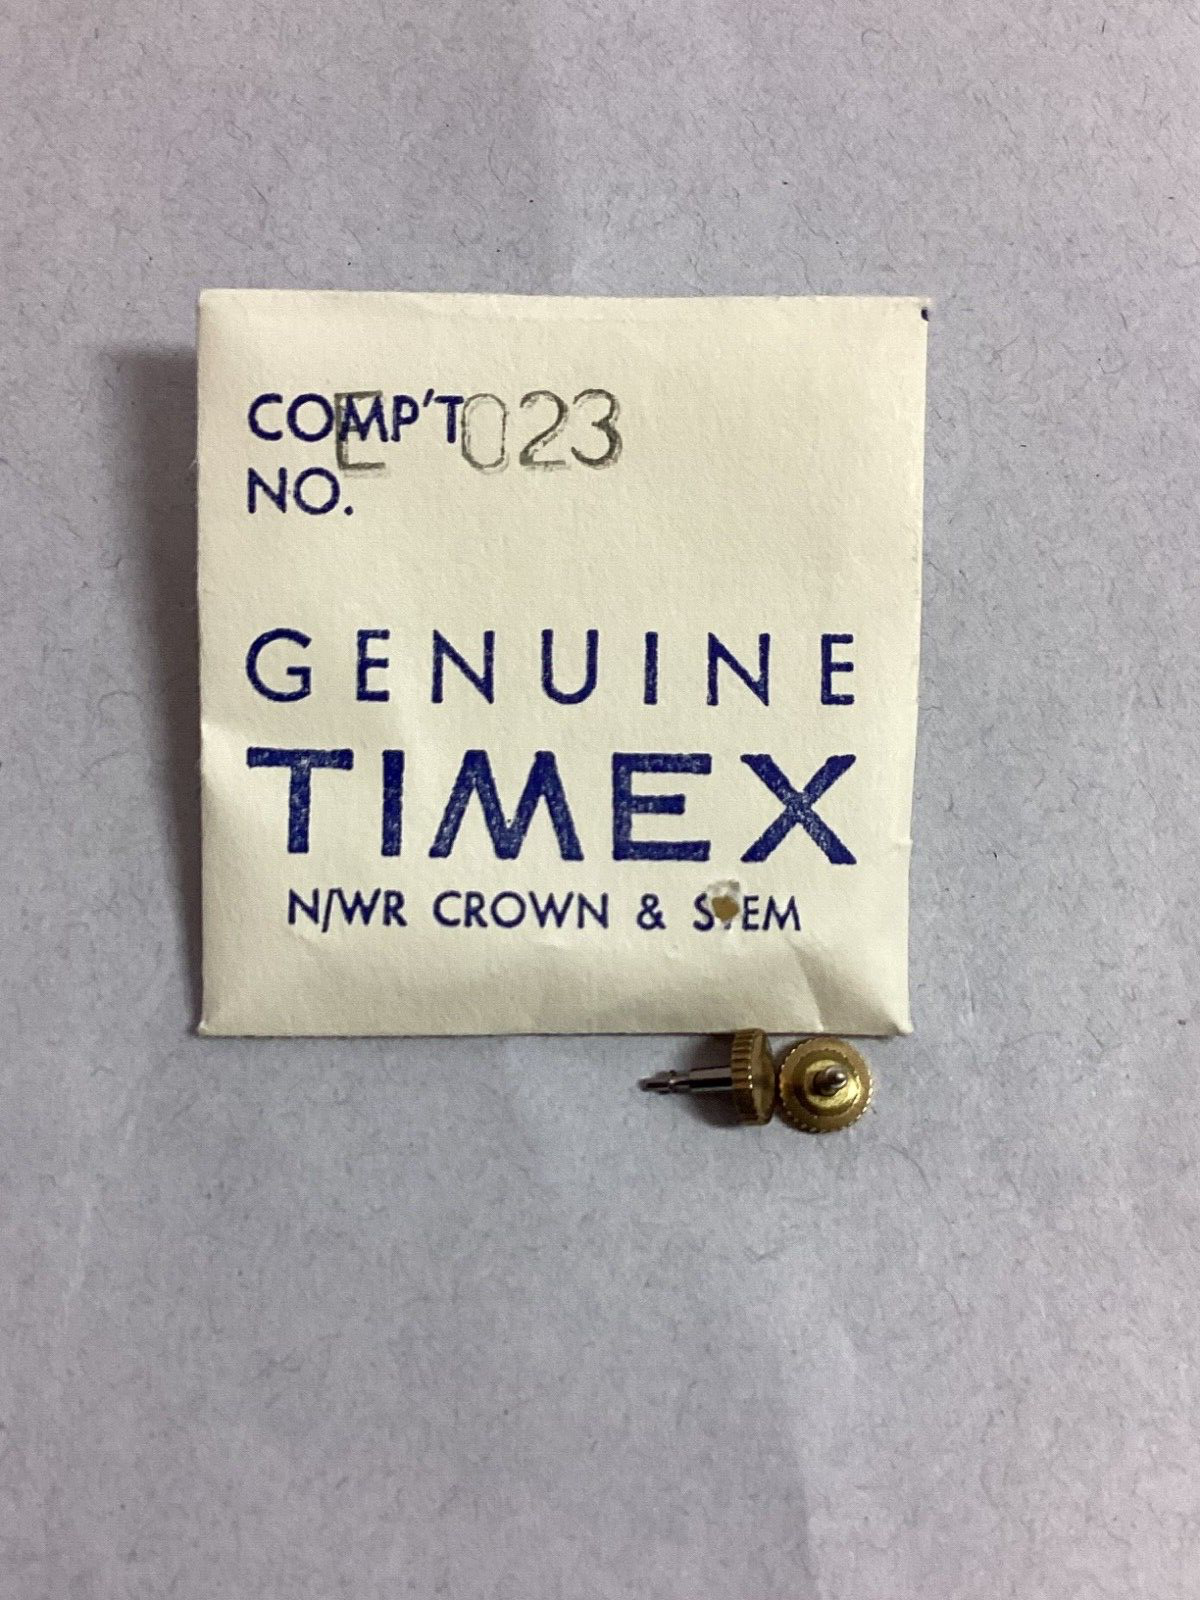 COMP'T E 023
NO.
GENUINE
TIMEX
N/WR CROWN & STEM